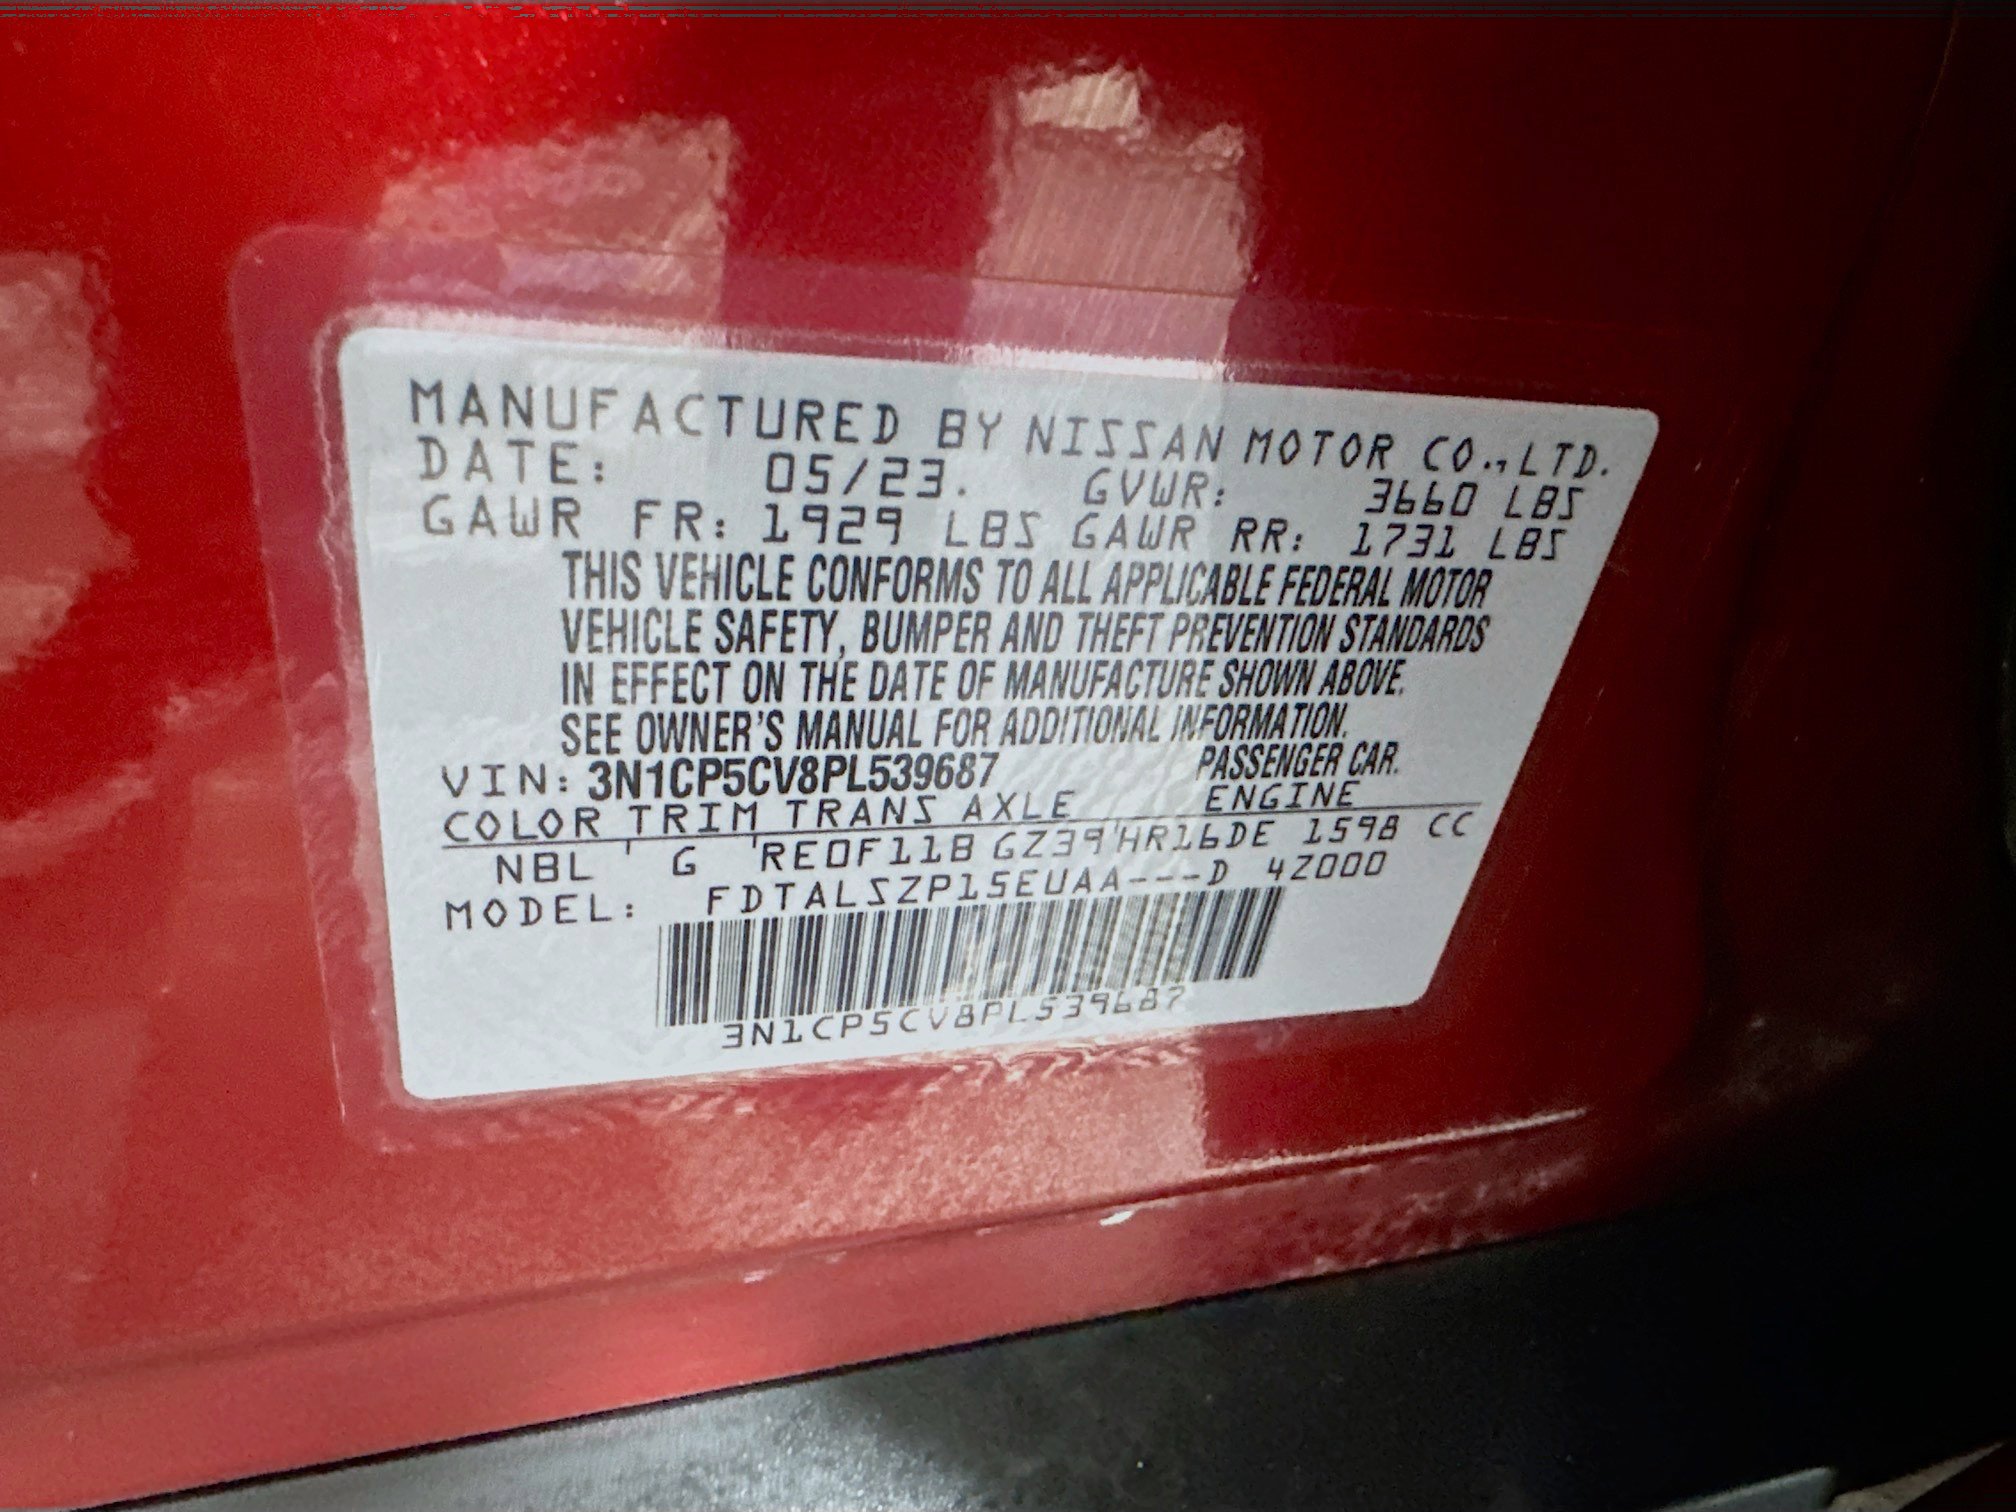 MANUFACTURED BY NISSAN MOTOR CO.,LTD.
DATE: 05/23. GVWR: 3660 LBS
GAWR FR: 1929 LBS GAWR RR: 1731 LBS
THIS VEHICLE CONFORMS TO ALL APPLICABLE FEDERAL MOTOR
VEHICLE SAFETY, BUMPER AND THEFT PREVENTION STANDARDS
IN EFFECT ON THE DATE OF MANUFACTURE SHOWN ABOVE.
SEE OWNER'S MANUAL FOR ADDITIONAL INFORMATION.
VIN: 3N1CP5CV8PL539687 PASSENGER CAR.
COLOR TRIM TRANS AXLE ENGINE
NBL ' G 'RE0F11B GZ39'HR16DE 1598 CC
MODEL: FDTALSZP15EUAA---D 4Z000
3N1CP5CV8PL539687